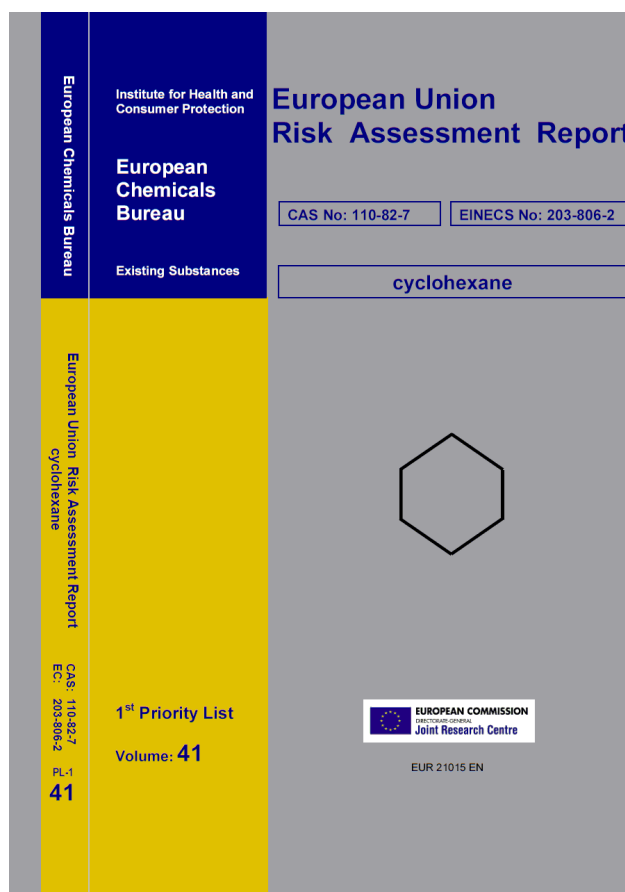 European Chemicals Bureau
European Union Risk Assessment Report
cyclohexane
CAS: 110-82-7
EC: 203-806-2
PL-1
41
Institute for Health and
Consumer Protection
European
Chemicals
Bureau
Existing Substances
1st Priority List
Volume: 41
European Union
Risk Assessment Report
CAS No: 110-82-7
EINECS No: 203-806-2
cyclohexane
EUROPEAN COMMISSION
DIRECTORATE-GENERAL
Joint Research Centre
EUR 21015 EN